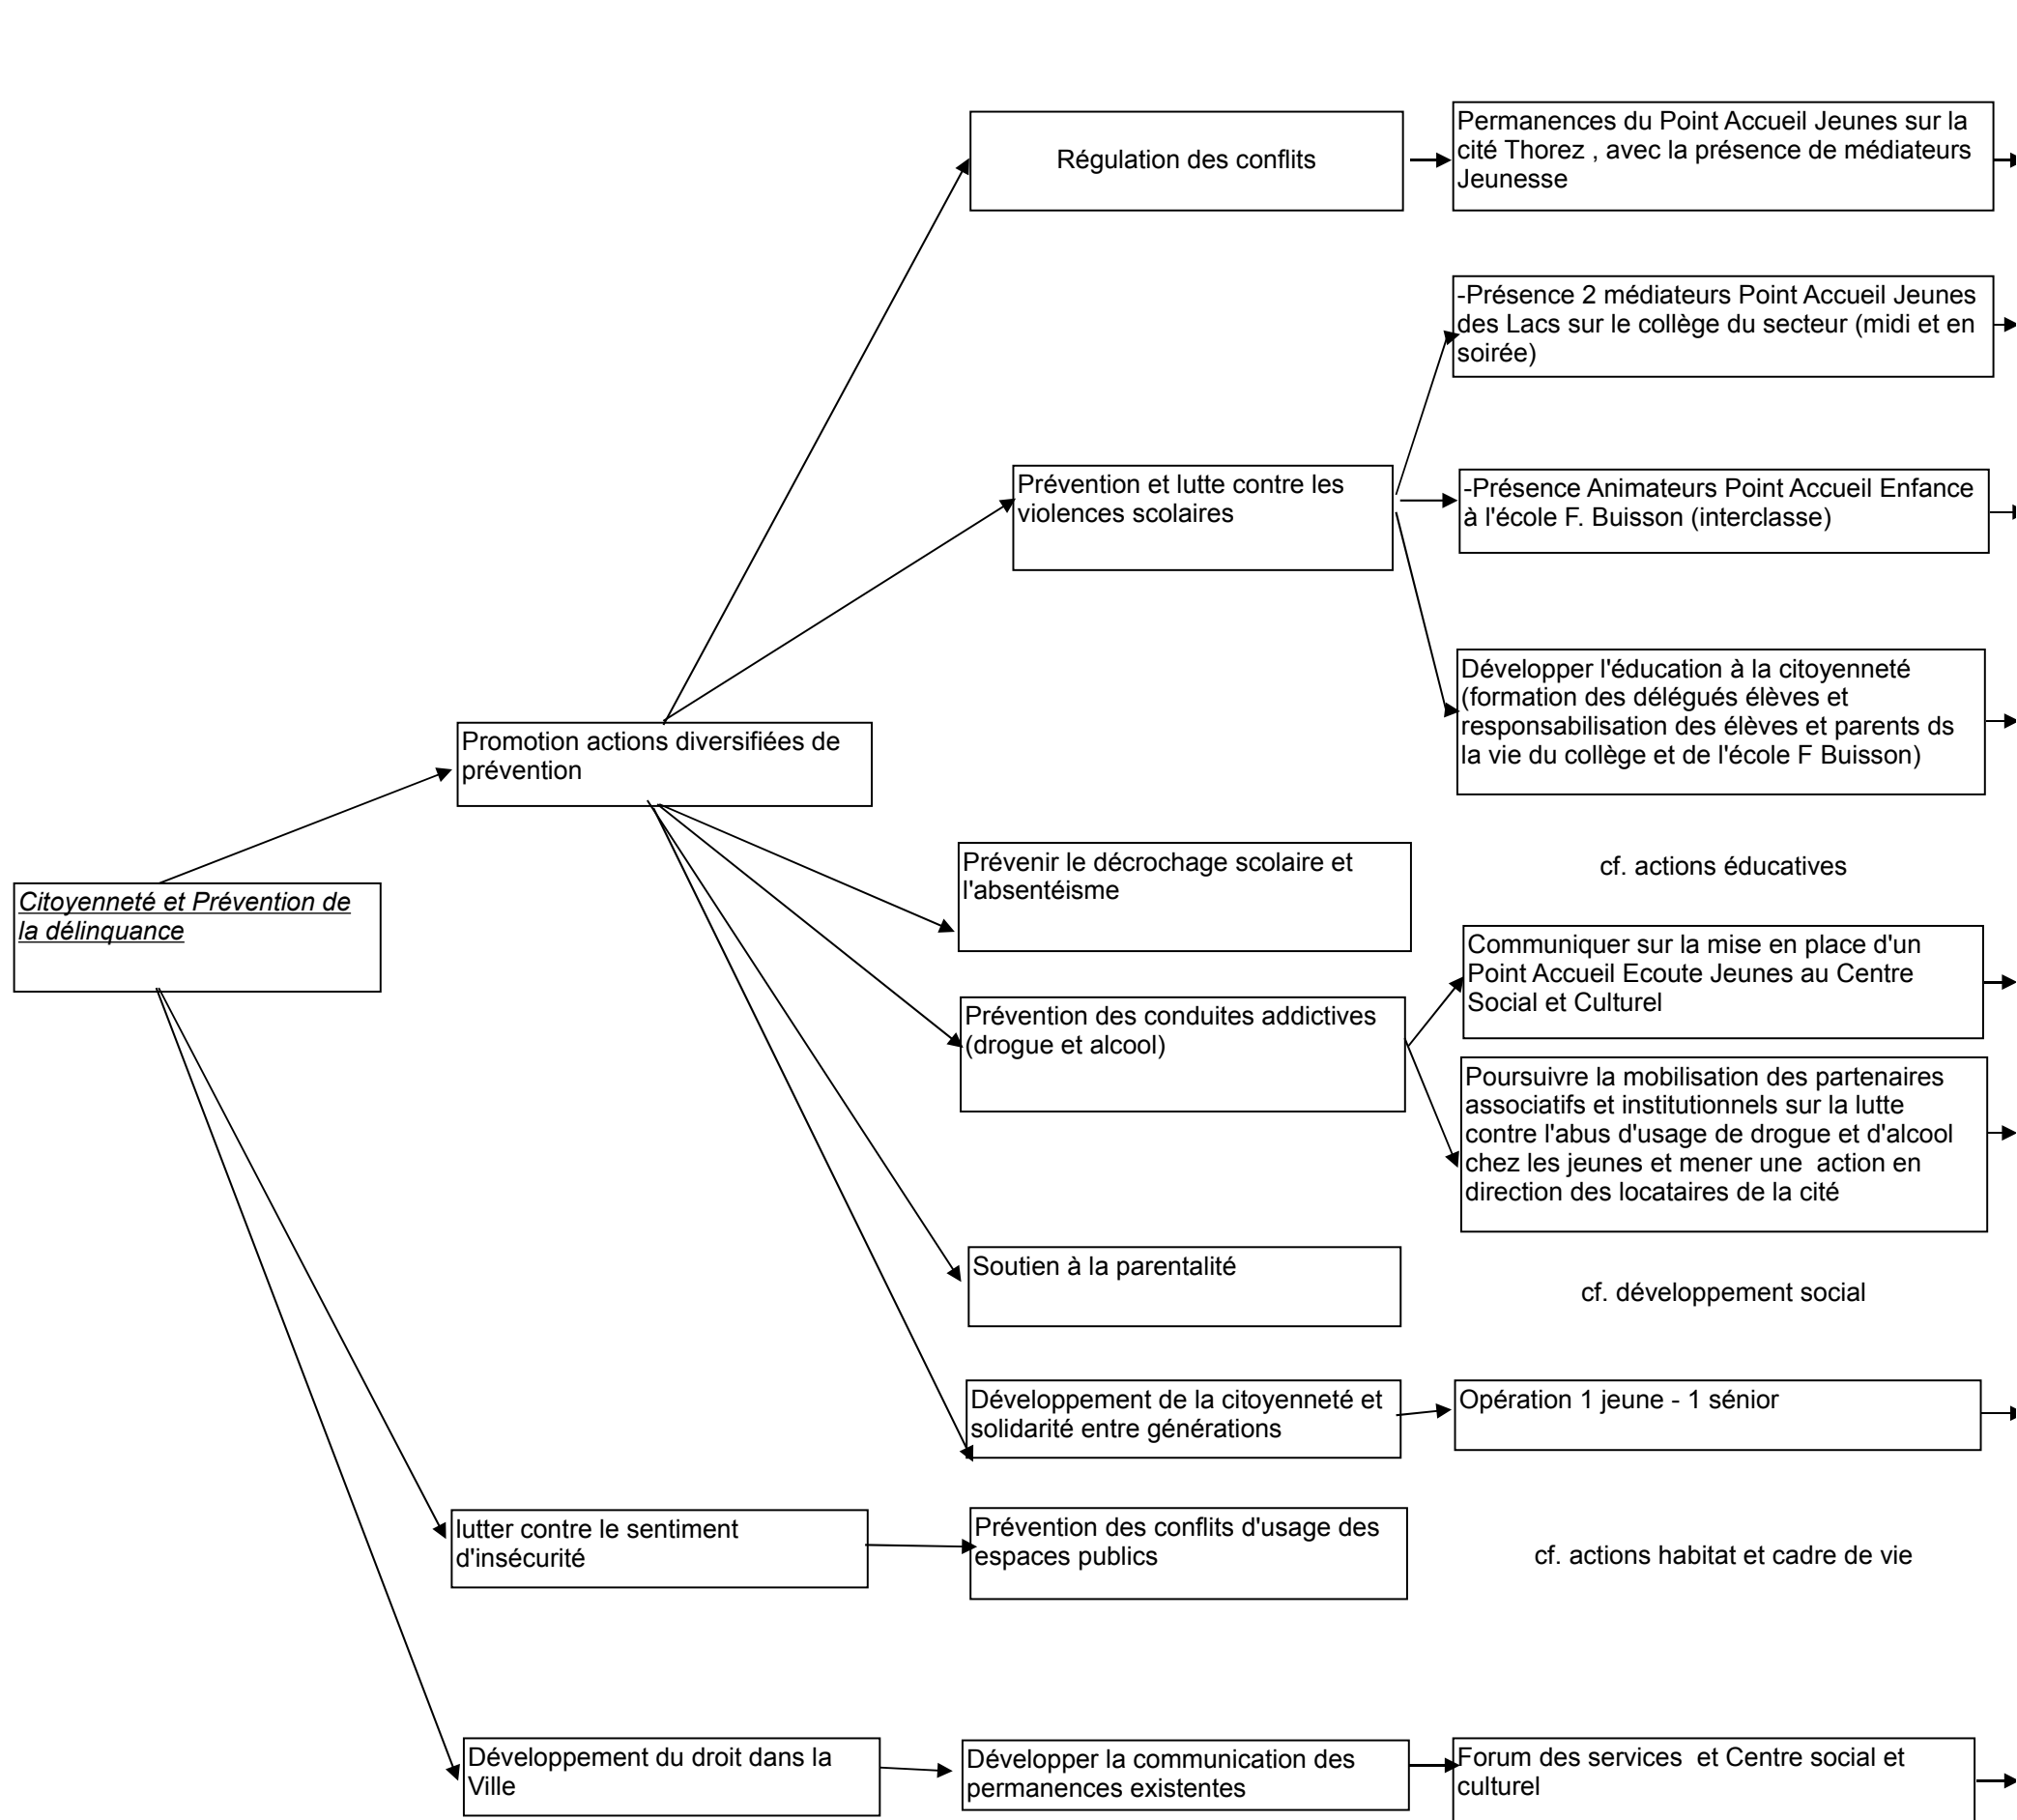 Régulation des conflits
Permanences du Point Accueil Jeunes sur la
cité Thorez , avec la présence de médiateurs
Jeunesse
-Présence 2 médiateurs Point Accueil Jeunes
des Lacs sur le collège du secteur (midi et en
soirée)
Prévention et lutte contre les
violences scolaires
-Présence Animateurs Point Accueil Enfance
à l'école F. Buisson (interclasse)
Développer l'éducation à la citoyenneté
(formation des délégués élèves et
responsabilisation des élèves et parents ds
la vie du collège et de l'école F Buisson)
Promotion actions diversifiées de
prévention
Prévenir le décrochage scolaire et
l'absentéisme
cf. actions éducatives
Citoyenneté et Prévention de
la délinquance
Communiquer sur la mise en place d'un
Point Accueil Ecoute Jeunes au Centre
Social et Culturel
Prévention des conduites addictives
(drogue et alcool)
Poursuivre la mobilisation des partenaires
associatifs et institutionnels sur la lutte
contre l'abus d'usage de drogue et d'alcool
chez les jeunes et mener une  action en
direction des locataires de la cité
Soutien à la parentalité
cf. développement social
Développement de la citoyenneté et
solidarité entre générations
Opération 1 jeune - 1 sénior
lutter contre le sentiment
d'insécurité
Prévention des conflits d'usage des
espaces publics
cf. actions habitat et cadre de vie
Développement du droit dans la
Ville
Développer la communication des
permanences existentes
Forum des services  et Centre social et
culturel